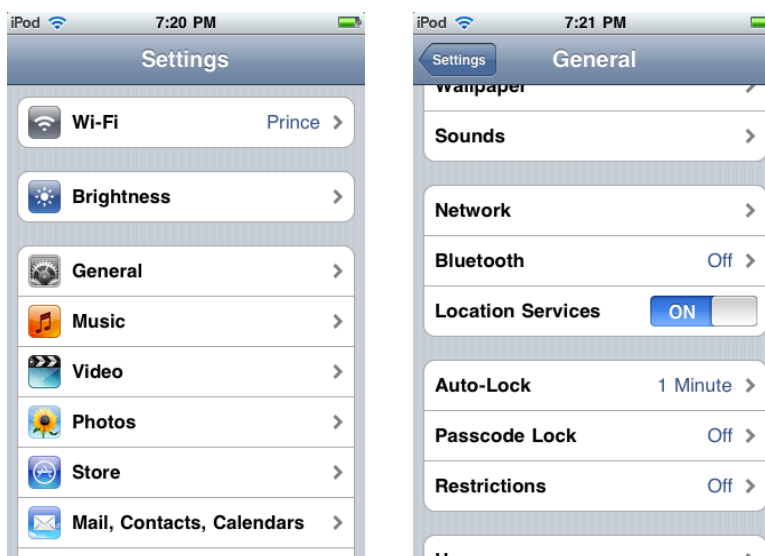 iPod 7:20 PM
Settings
Wi-Fi Prince
Brightness
General
Music
Video
Photos
Store
Mail, Contacts, Calendars
iPod 7:21 PM
Settings General
Wallpaper
Sounds
Network
Bluetooth Off
Location Services ON
Auto-Lock 1 Minute
Passcode Lock Off
Restrictions Off